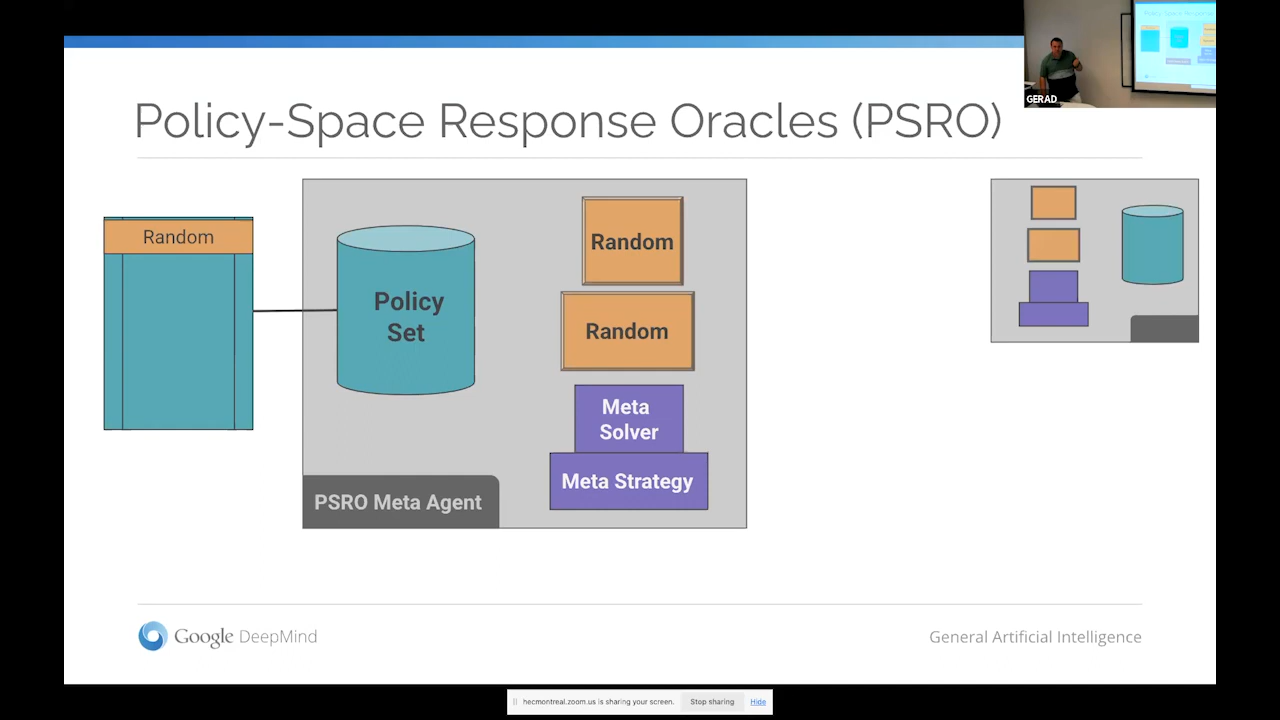 Policy-Space Response Oracles (PSRO)
GERAD
Random
Policy
Set
Random
Random
Meta
Solver
Meta Strategy
PSRO Meta Agent
Google DeepMind
General Artificial Intelligence
hecmontreal.zoom.us is sharing your screen.
Stop sharing
Hide